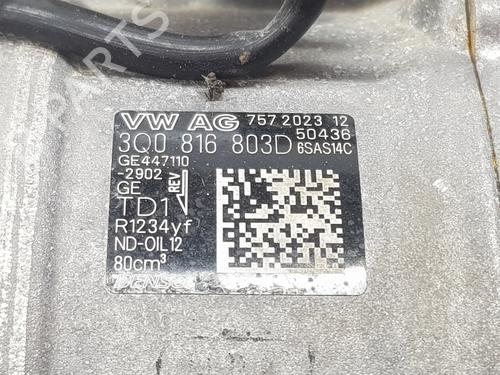 VW AG 757 2023 12
50436
3Q0 816 803D 6SAS14C
GE447110
-2902
GE
REV
TD1
R1234yf
ND-OIL12
80cm³
DENSO